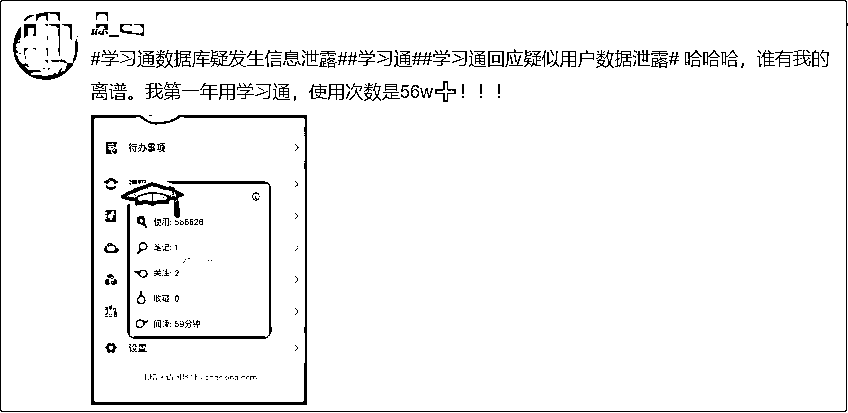 #学习通数据库疑发生信息泄露##学习通##学习通回应疑似用户数据泄露# 哈哈哈，谁有我的
离谱。我第一年用学习通，使用次数是56w➕！！！
待办事项
使用: 566626
笔记: 1
关注: 2
收藏: 0
阅读: 59分钟
设置